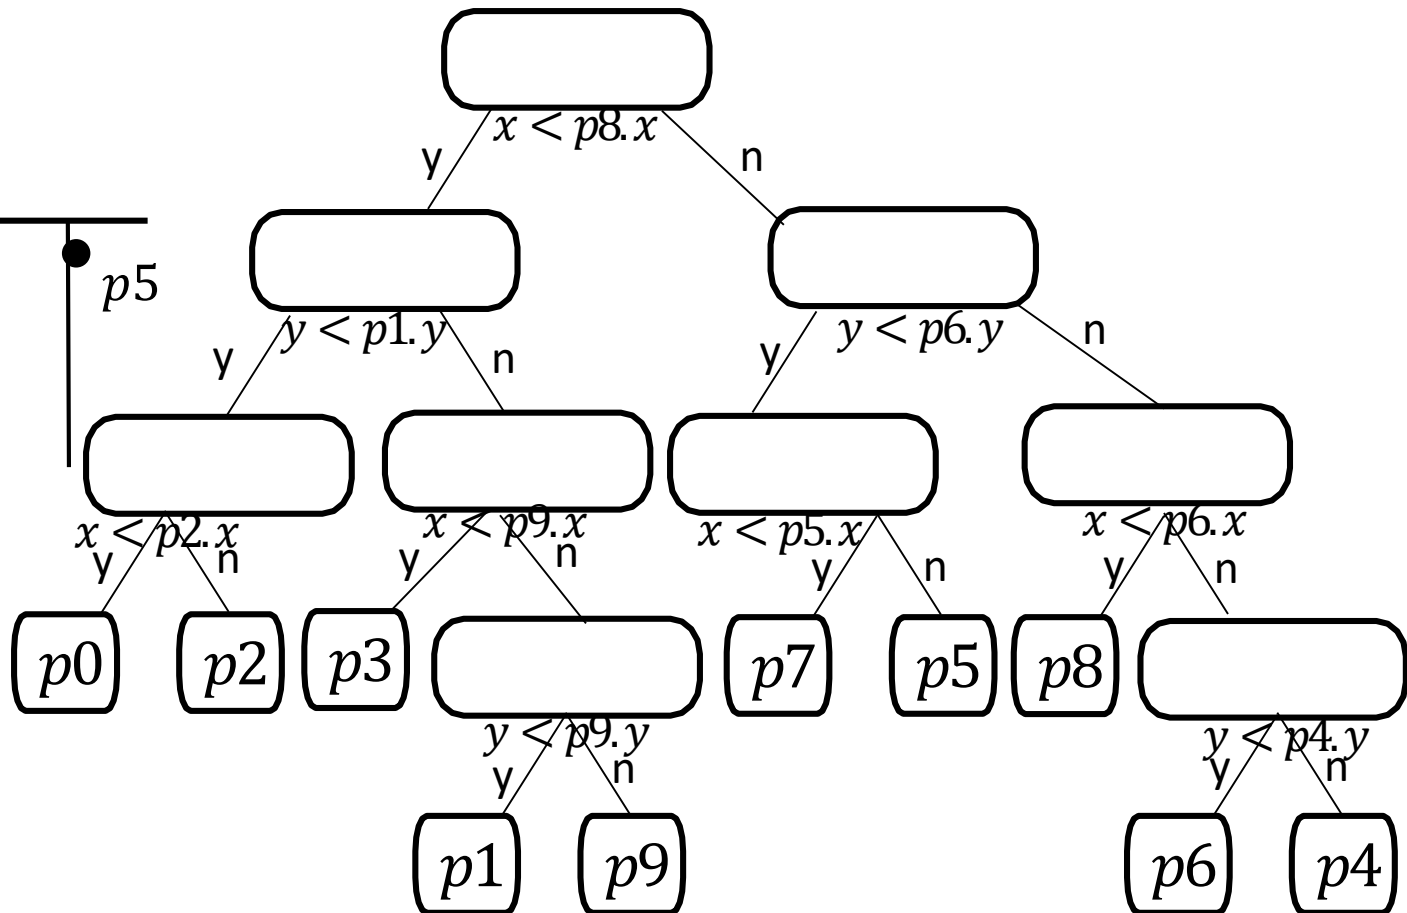 x < p8.x
y n
p5
y < p1.y y < p6.y
y n y n
x < p2.x x < p9.x x < p5.x x < p6.x
y n y n y n y n
p0 p2 p3 p7 p5 p8
y < p9.y y < p4.y
y n y n
p1 p9 p6 p4